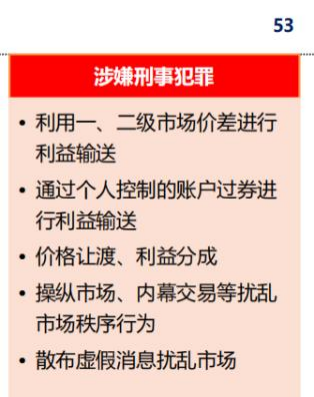 53
涉嫌刑事犯罪
• 利用一、二级市场价差进行
利益输送
• 通过个人控制的账户过券进
行利益输送
• 价格让渡、利益分成
• 操纵市场、内幕交易等扰乱
市场秩序行为
• 散布虚假消息扰乱市场